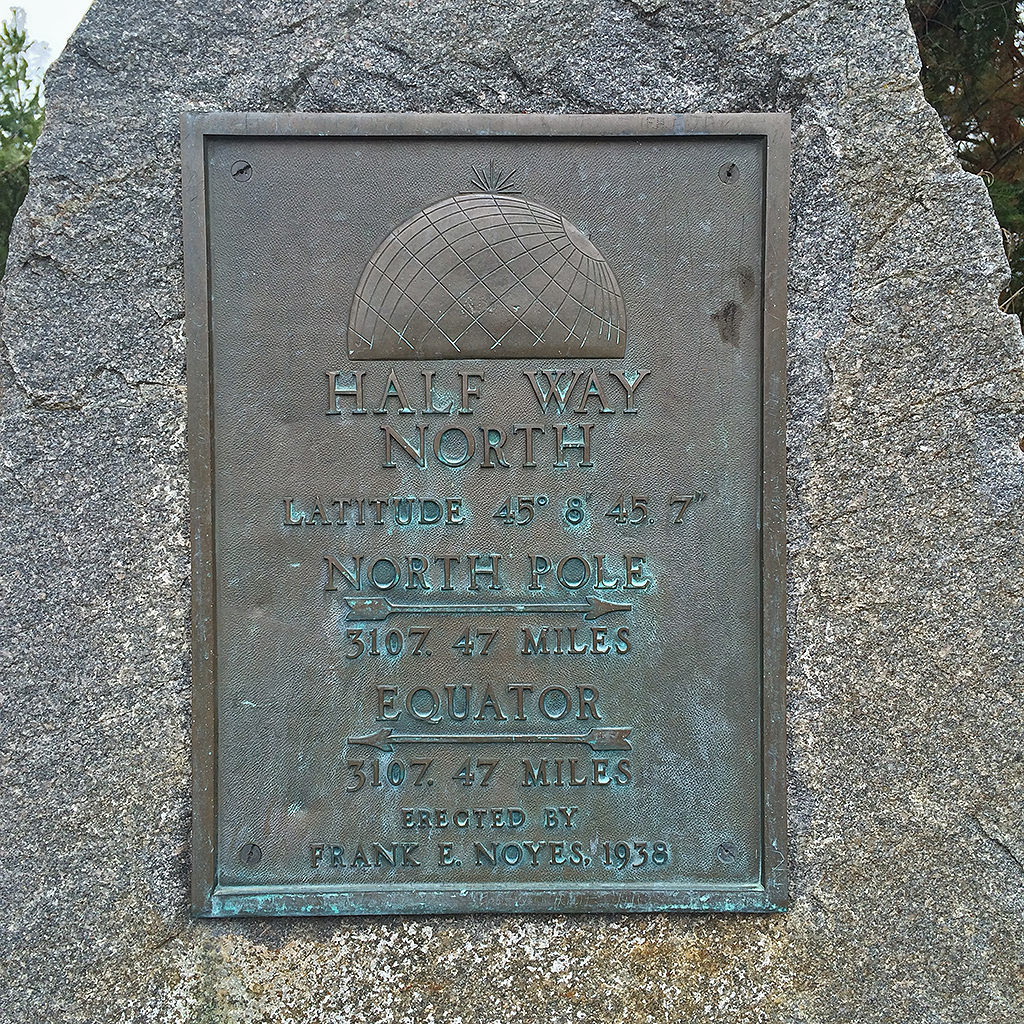 HALF WAY
NORTH
LATITUDE 45° 8' 45. 7"
NORTH POLE
3107. 47 MILES
EQUATOR
3107. 47 MILES
ERECTED BY
FRANK E. NOYES, 1938